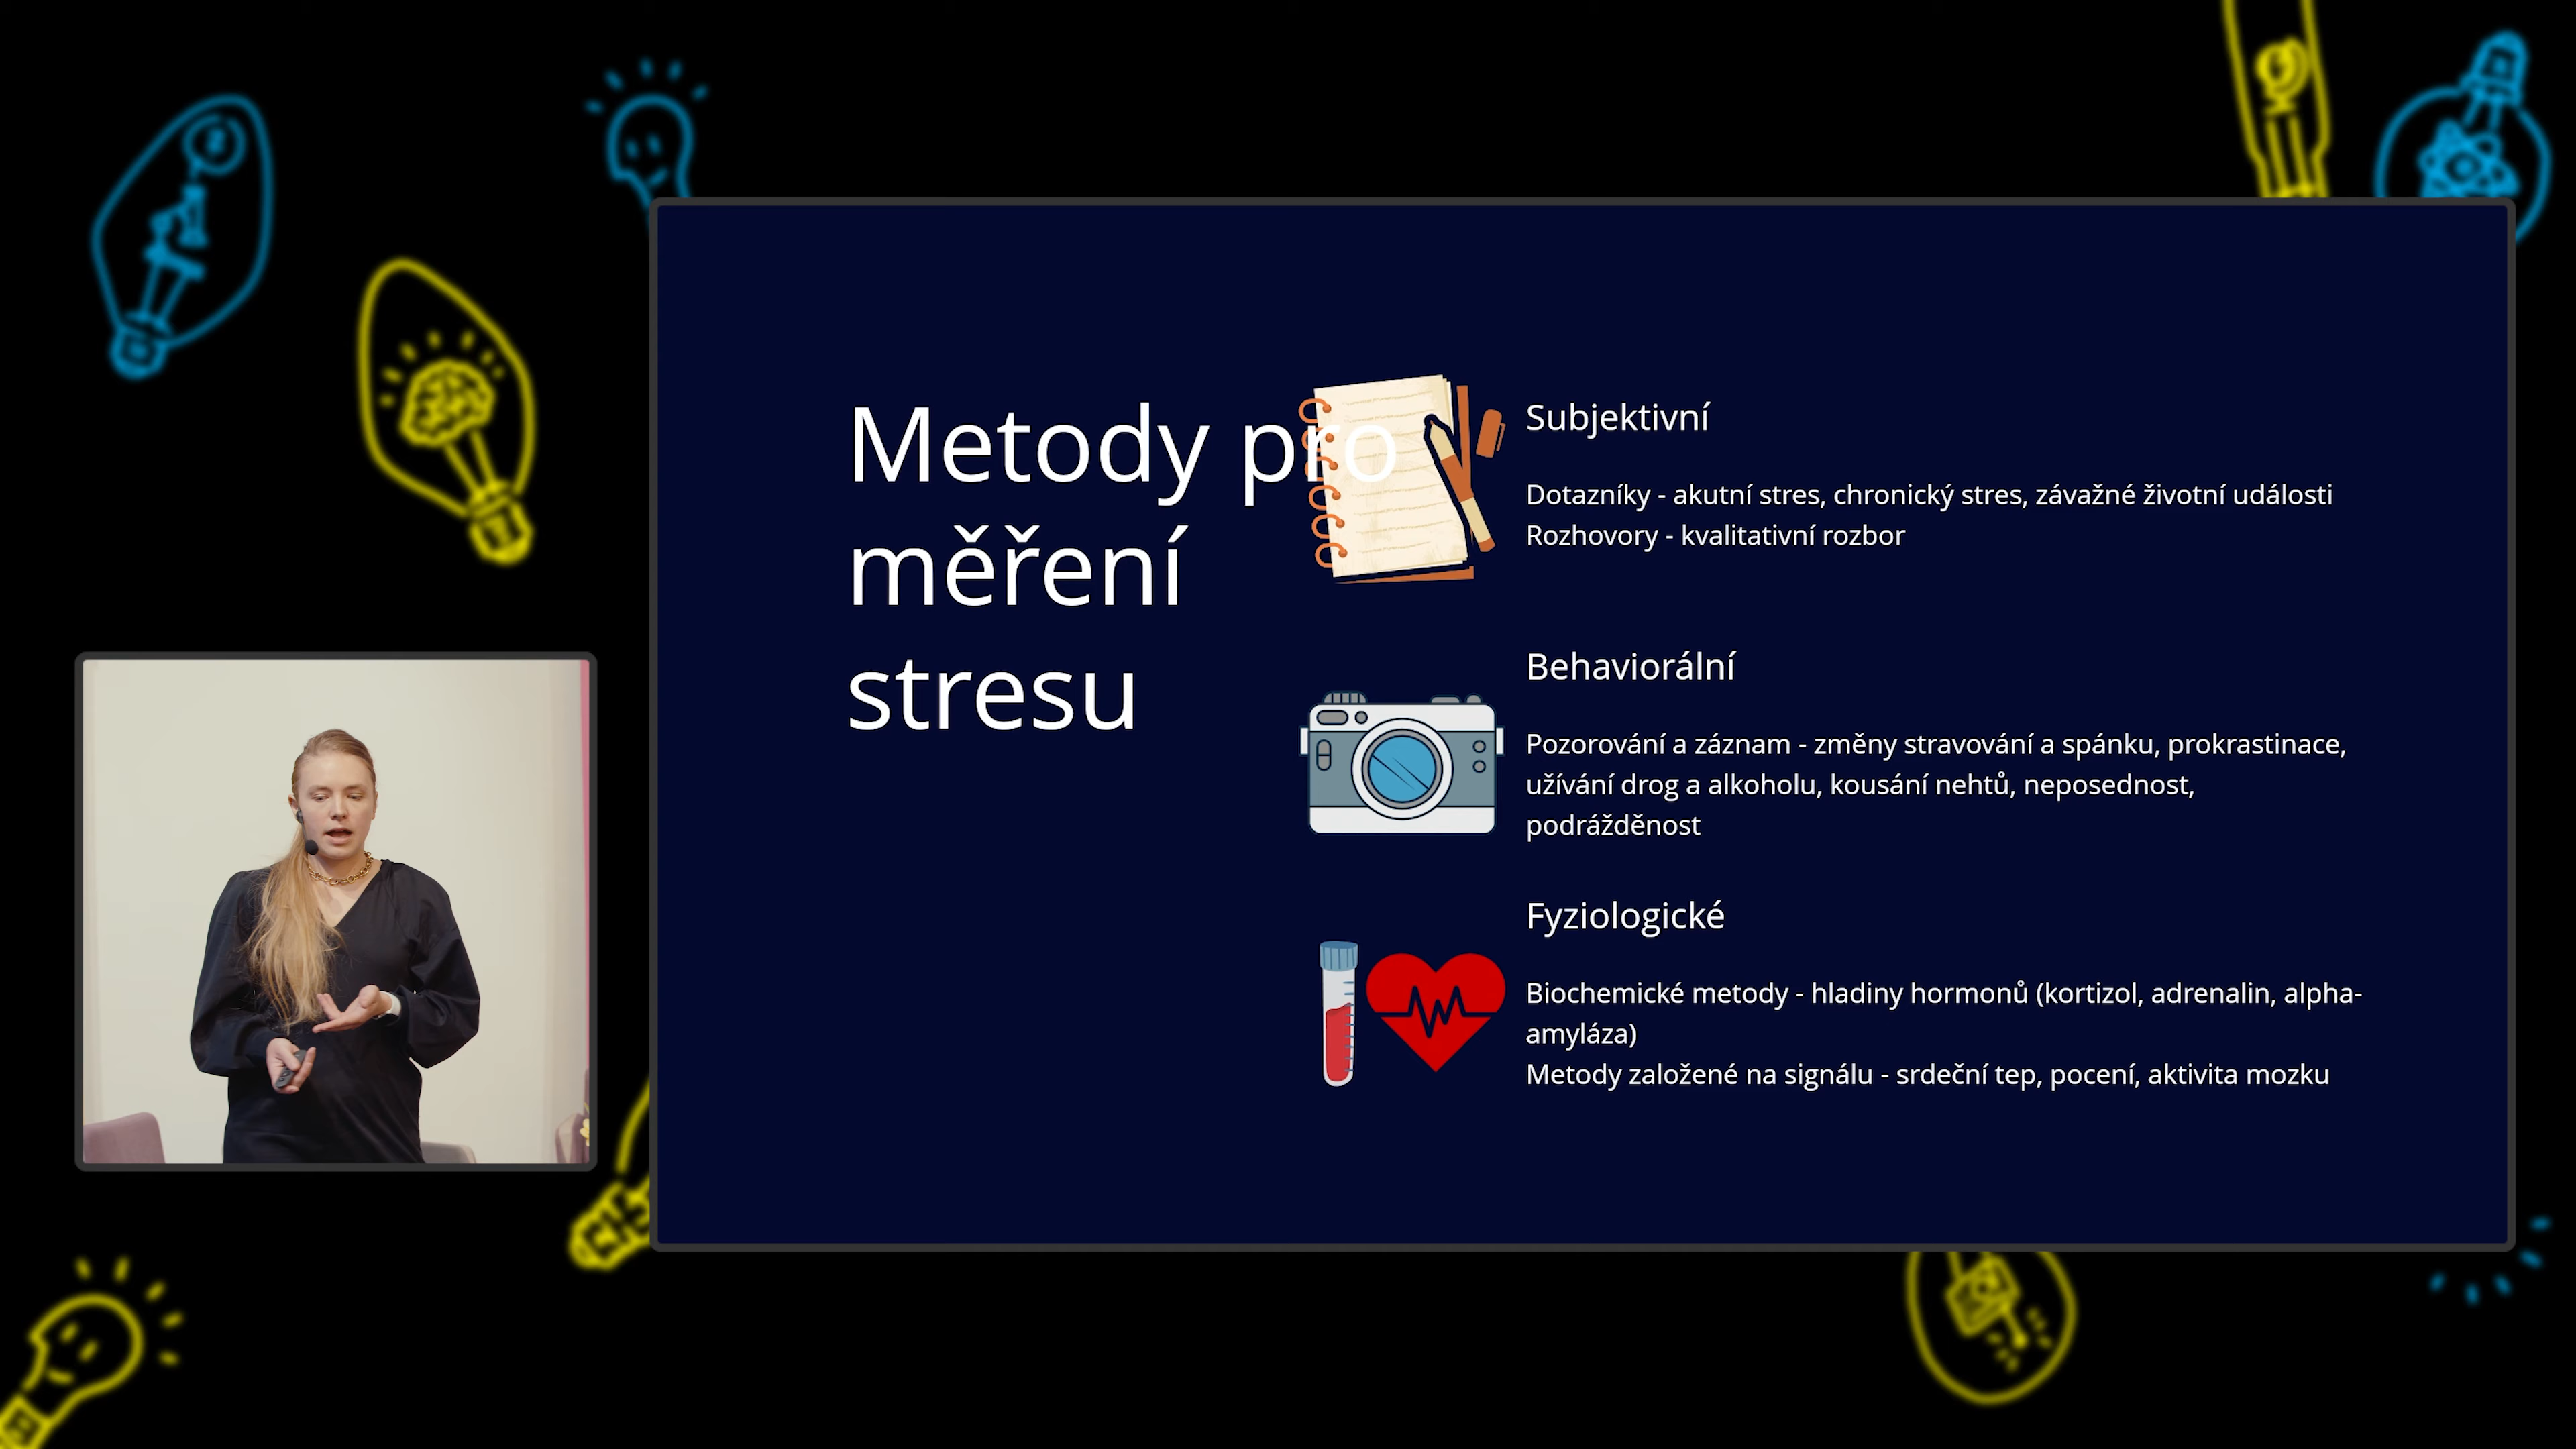 Metody pro
měření
stresu
Subjektivní
Dotazníky - akutní stres, chronický stres, závažné životní události
Rozhovory - kvalitativní rozbor
Behaviorální
Pozorování a záznam - změny stravování a spánku, prokrastinace,
užívání drog a alkoholu, kousání nehtů, neposednost,
podrážděnost
Fyziologické
Biochemické metody - hladiny hormonů (kortizol, adrenalin, alpha-
amyláza)
Metody založené na signálu - srdeční tep, pocení, aktivita mozku